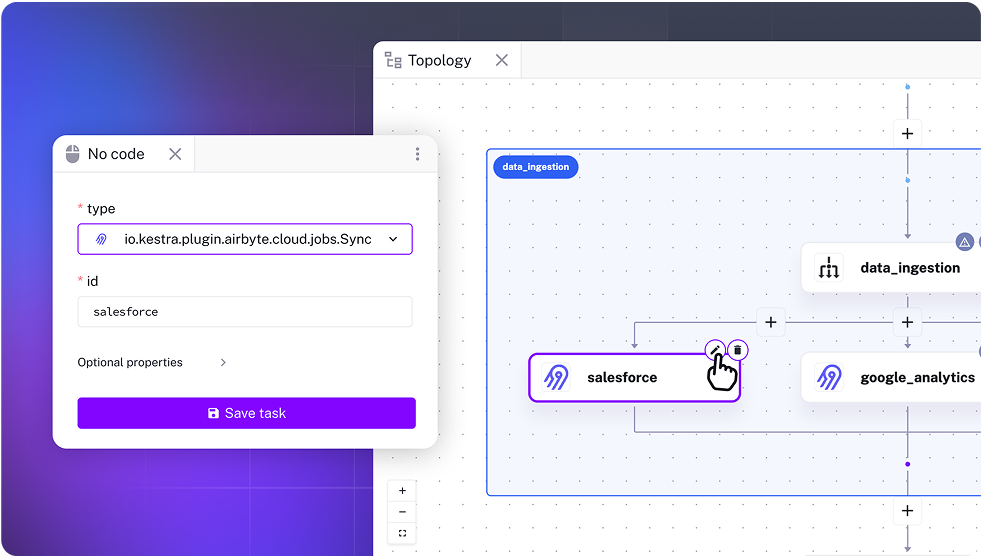 Topology
No code
* type
io.kestra.plugin.airbyte.cloud.jobs.Sync
* id
salesforce
Optional properties
Save task
data_ingestion
data_ingestion
salesforce
google_analytics